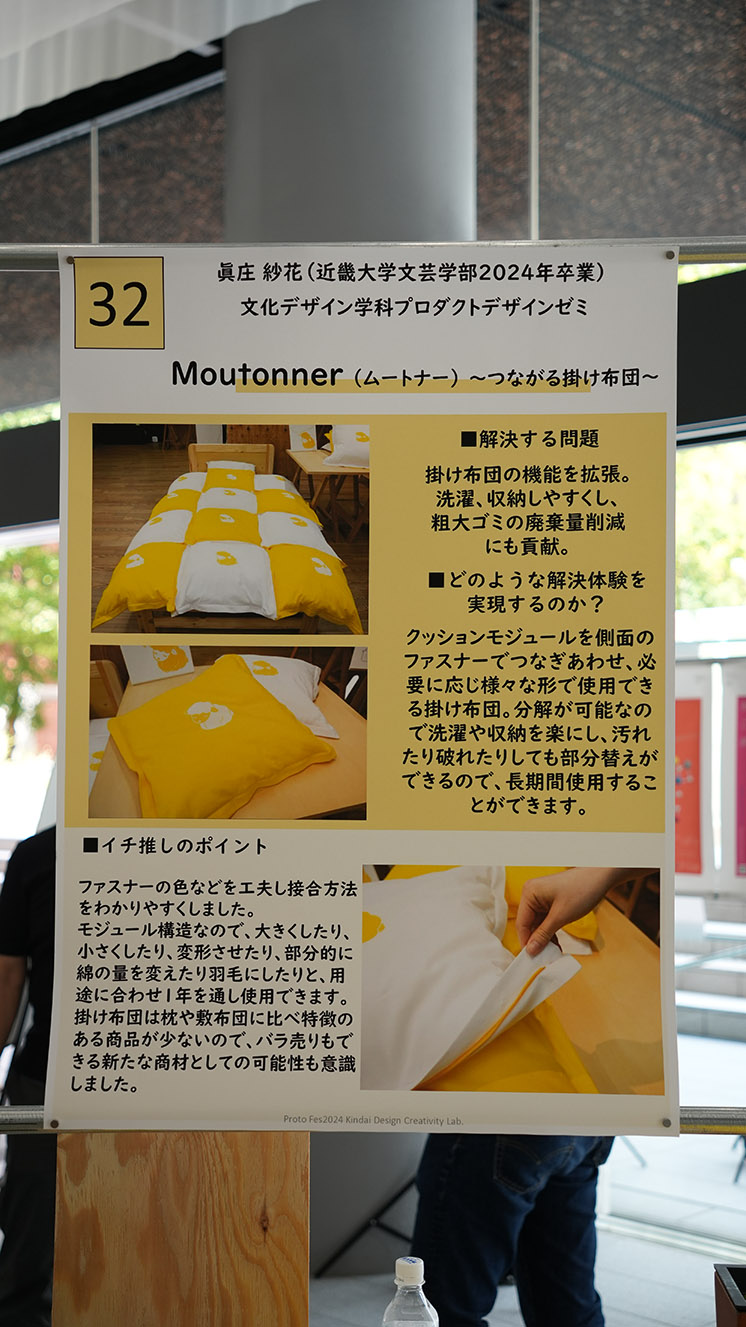 32
眞庄 紗花（近畿大学文芸学部2024年卒業）
文化デザイン学科プロダクトデザインゼミ
Moutonner（ムートナー）～つながる掛け布団～
■解決する問題
掛け布団の機能を拡張。
洗濯、収納しやすくし、
粗大ゴミの廃棄量削減
にも貢献。
■どのような解決体験を
実現するのか？
クッションモジュールを側面の
ファスナーでつなぎあわせ、必
要に応じ様々な形で使用でき
る掛け布団。分解が可能なの
で洗濯や収納を楽にし、汚れ
たり破れたりしても部分替えが
できるので、長期間使用するこ
とができます。
■イチ推しのポイント
ファスナーの色などを工夫し接合方法
をわかりやすくしました。
モジュール構造なので、大きくしたり、
小さくしたり、変形させたり、部分的に
綿の量を変えたり羽毛にしたりと、用
途に合わせ1年を通し使用できます。
掛け布団は枕や敷布団に比べ特徴の
ある商品が少ないので、バラ売りもで
きる新たな商材としての可能性も意識
しました。
Proto Fes2024 Kindai Design Creativity Lab.